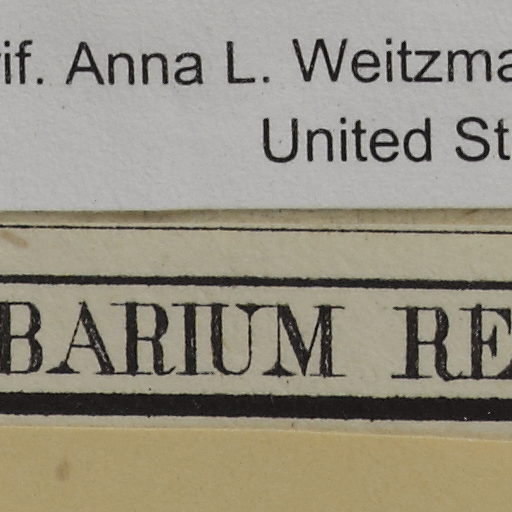 if. Anna L. Weitzma
United St
BARIUM RE